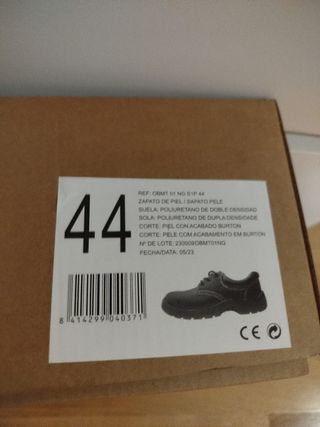 44
REF: OBMT 01 NG S1P 44
ZAPATO DE PIEL / SAPATO PELE
SUELA: POLIURETANO DE DOBLE DENSIDAD
SOLA: POLIURETANO DE DUPLA DENSIDADE
CORTE: PIEL CON ACABADO BURTON
CORTE: PELE COM ACABAMENTO EM BURTON
Nº DE LOTE: 230009OBMT01NG
FECHA/DATA: 05/23
8 414299 040371
CE